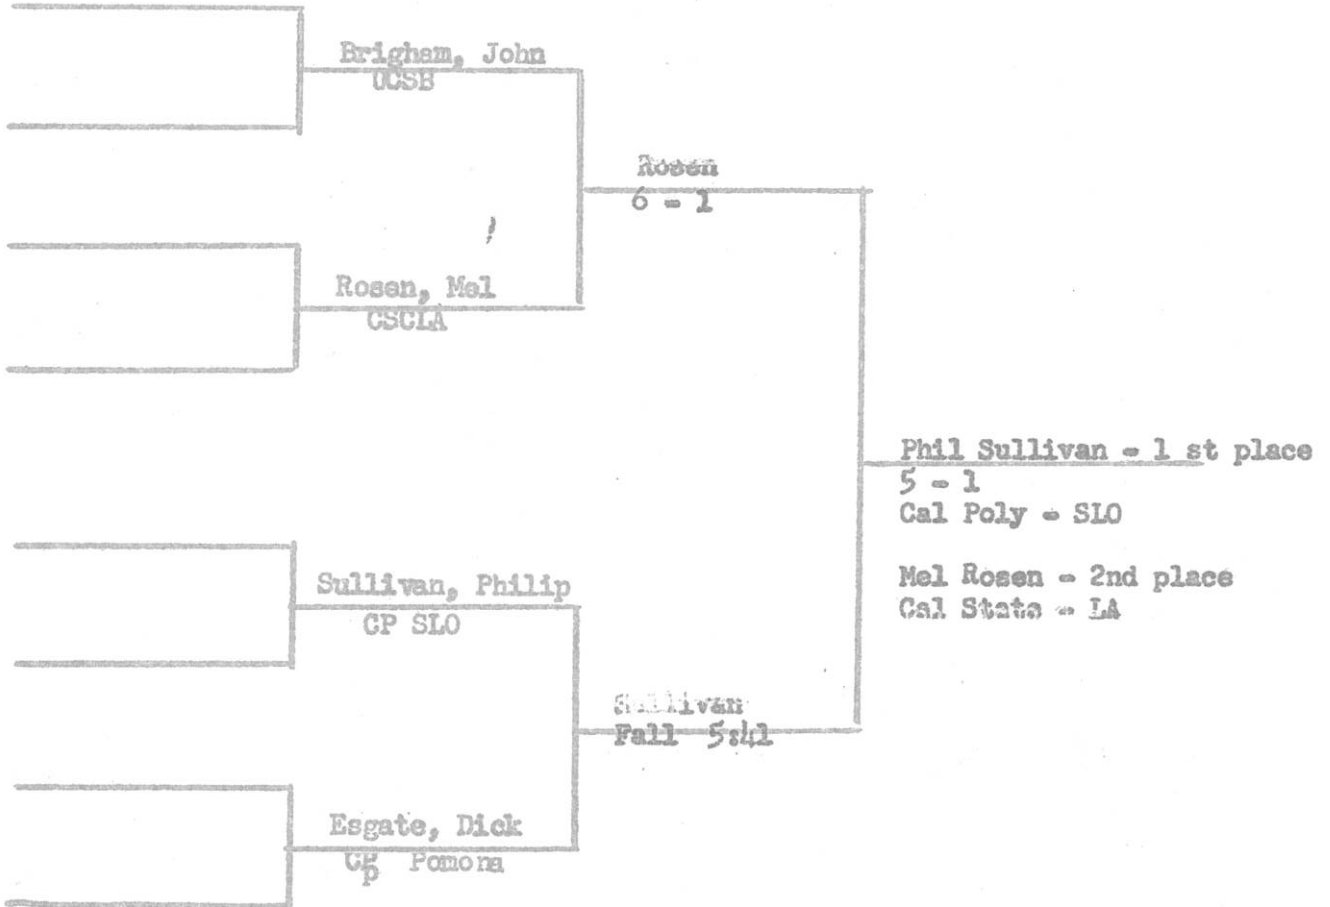 Brigham, John
UCSB
Rosen
6 - 1
Rosen, Mel
CSCLA
Phil Sullivan - 1 st place
5 - 1
Cal Poly - SLO
Mel Rosen - 2nd place
Cal State - LA
Sullivan, Philip
CP SLO
Sullivan
Fall 5:41
Esgate, Dick
CP Pomona